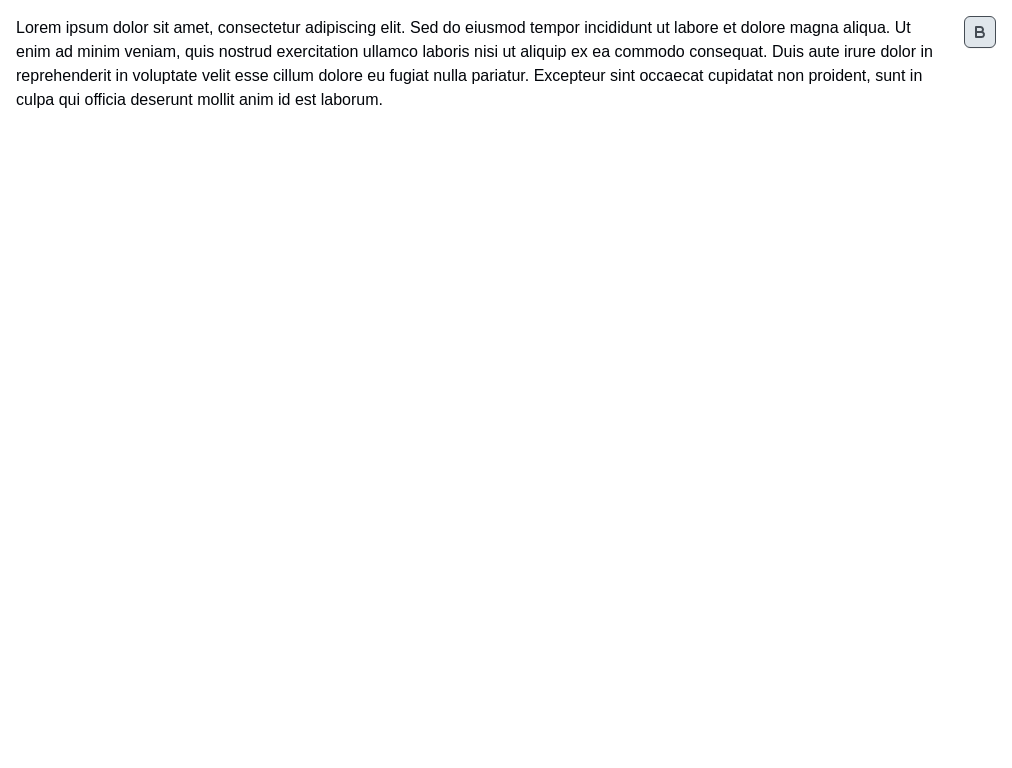 Lorem ipsum dolor sit amet, consectetur adipiscing elit. Sed do eiusmod tempor incididunt ut labore et dolore magna aliqua. Ut
enim ad minim veniam, quis nostrud exercitation ullamco laboris nisi ut aliquip ex ea commodo consequat. Duis aute irure dolor in
reprehenderit in voluptate velit esse cillum dolore eu fugiat nulla pariatur. Excepteur sint occaecat cupidatat non proident, sunt in
culpa qui officia deserunt mollit anim id est laborum.
B